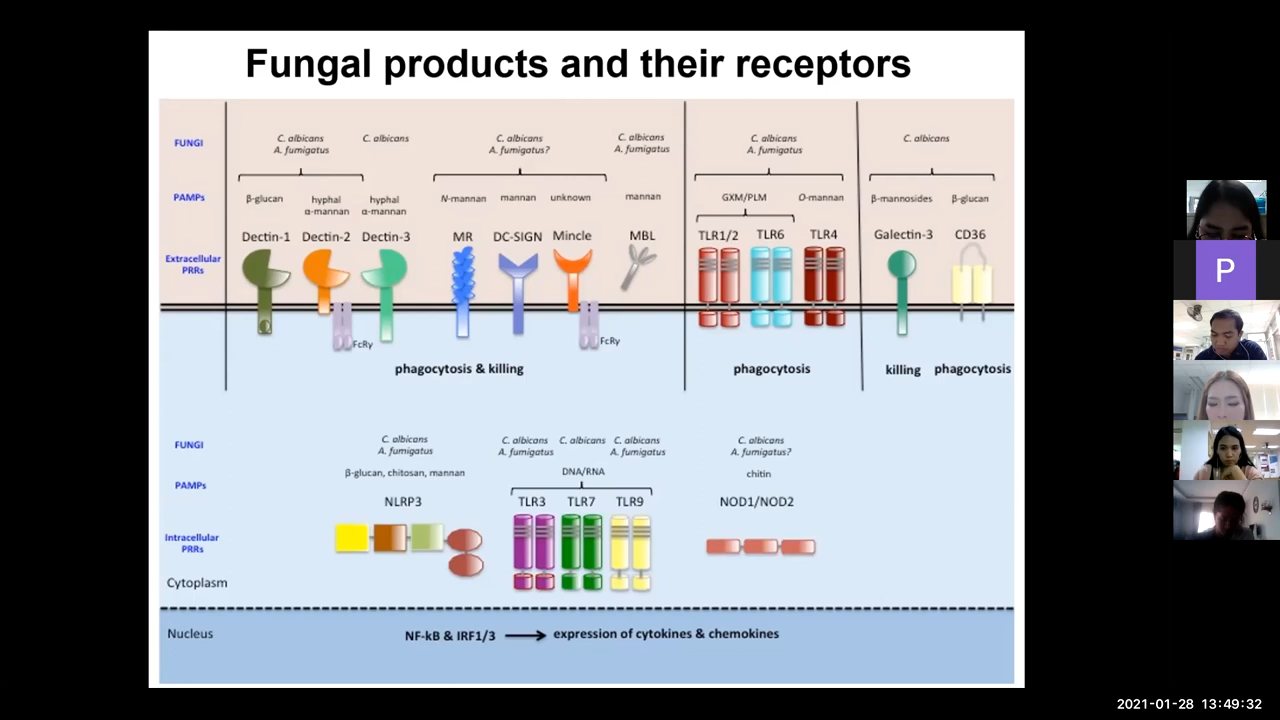 Fungal products and their receptors
FUNGI
C. albicans
A. fumigatus
C. albicans
C. albicans
A. fumigatus?
C. albicans
A. fumigatus
C. albicans
A. fumigatus
C. albicans
PAMPs
β-glucan
hyphal
α-mannan
hyphal
α-mannan
N-mannan
mannan
unknown
mannan
GXM/PLM
O-mannan
β-mannosides
β-glucan
Dectin-1
Dectin-2
Dectin-3
MR
DC-SIGN
Mincle
MBL
TLR1/2
TLR6
TLR4
Galectin-3
CD36
Extracellular
PRRs
P
FcRγ
FcRγ
phagocytosis & killing
phagocytosis
killing
phagocytosis
FUNGI
C. albicans
A. fumigatus
C. albicans
A. fumigatus
C. albicans
C. albicans
A. fumigatus
C. albicans
A. fumigatus?
PAMPs
β-glucan, chitosan, mannan
DNA/RNA
chitin
NLRP3
TLR3
TLR7
TLR9
NOD1/NOD2
Intracellular
PRRs
Cytoplasm
Nucleus
NF-kB & IRF1/3
expression of cytokines & chemokines
2021-01-28 13:49:32